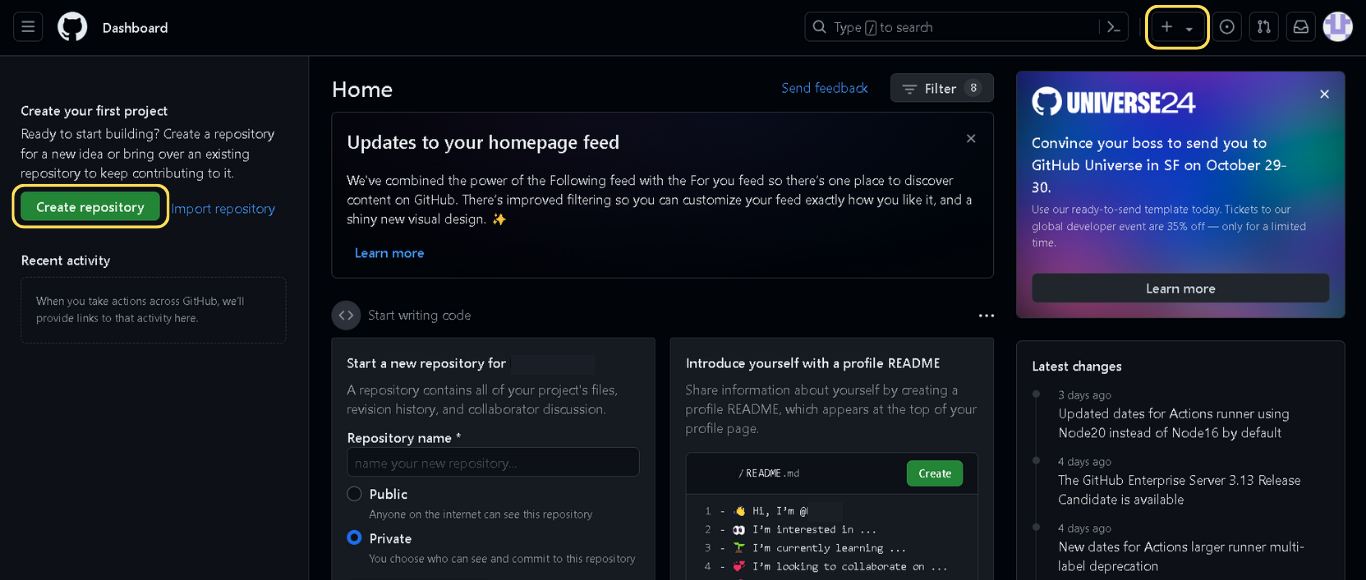 Dashboard
Type / to search
Create your first project
Ready to start building? Create a repository
for a new idea or bring over an existing
repository to keep contributing to it.
Create repository
Import repository
Recent activity
When you take actions across GitHub, we'll
provide links to that activity here.
Home
Send feedback
Filter 8
Updates to your homepage feed
We've combined the power of the Following feed with the For you feed so there's one place to discover
content on GitHub. There's improved filtering so you can customize your feed exactly how you like it, and a
shiny new visual design. ✨
Learn more
Start writing code
Start a new repository for
A repository contains all of your project's files,
revision history, and collaborator discussion.
Repository name *
name your new repository...
Public
Anyone on the internet can see this repository
Private
You choose who can see and commit to this repository
Introduce yourself with a profile README
Share information about yourself by creating a
profile README, which appears at the top of your
profile page.
/ README.md
Create
1 - 👋 Hi, I'm @
2 - 👀 I'm interested in ...
3 - 🌱 I'm currently learning ...
4 - 💞️ I'm looking to collaborate on ...
UNIVERSE24
Convince your boss to send you to
GitHub Universe in SF on October 29-
30.
Use our ready-to-send template today. Tickets to our
global developer event are 35% off — only for a limited
time.
Learn more
Latest changes
3 days ago
Updated dates for Actions runner using
Node20 instead of Node16 by default
4 days ago
The GitHub Enterprise Server 3.13 Release
Candidate is available
4 days ago
New dates for Actions larger runner multi-
label deprecation